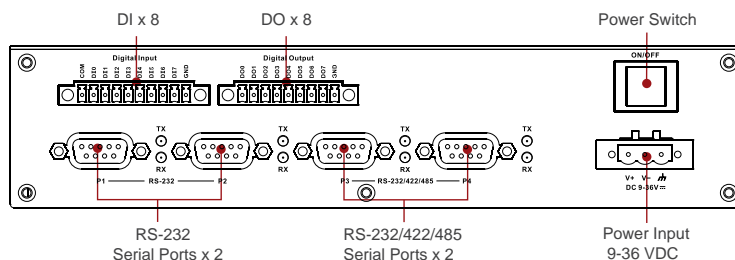 DI x 8
DO x 8
Power Switch
Digital Input
Digital Output
ON/OFF
COM DI0 DI1 DI2 DI3 DI4 DI5 DI6 DI7 GND
DO0 DO1 DO2 DO3 DO4 DO5 DO6 DO7 GND
TX
TX
TX
TX
RX
RX
RX
RX
P1 RS-232 P2
P3 RS-232/422/485 P4
V+ V-
DC 9-36V
RS-232
Serial Ports x 2
RS-232/422/485
Serial Ports x 2
Power Input
9-36 VDC